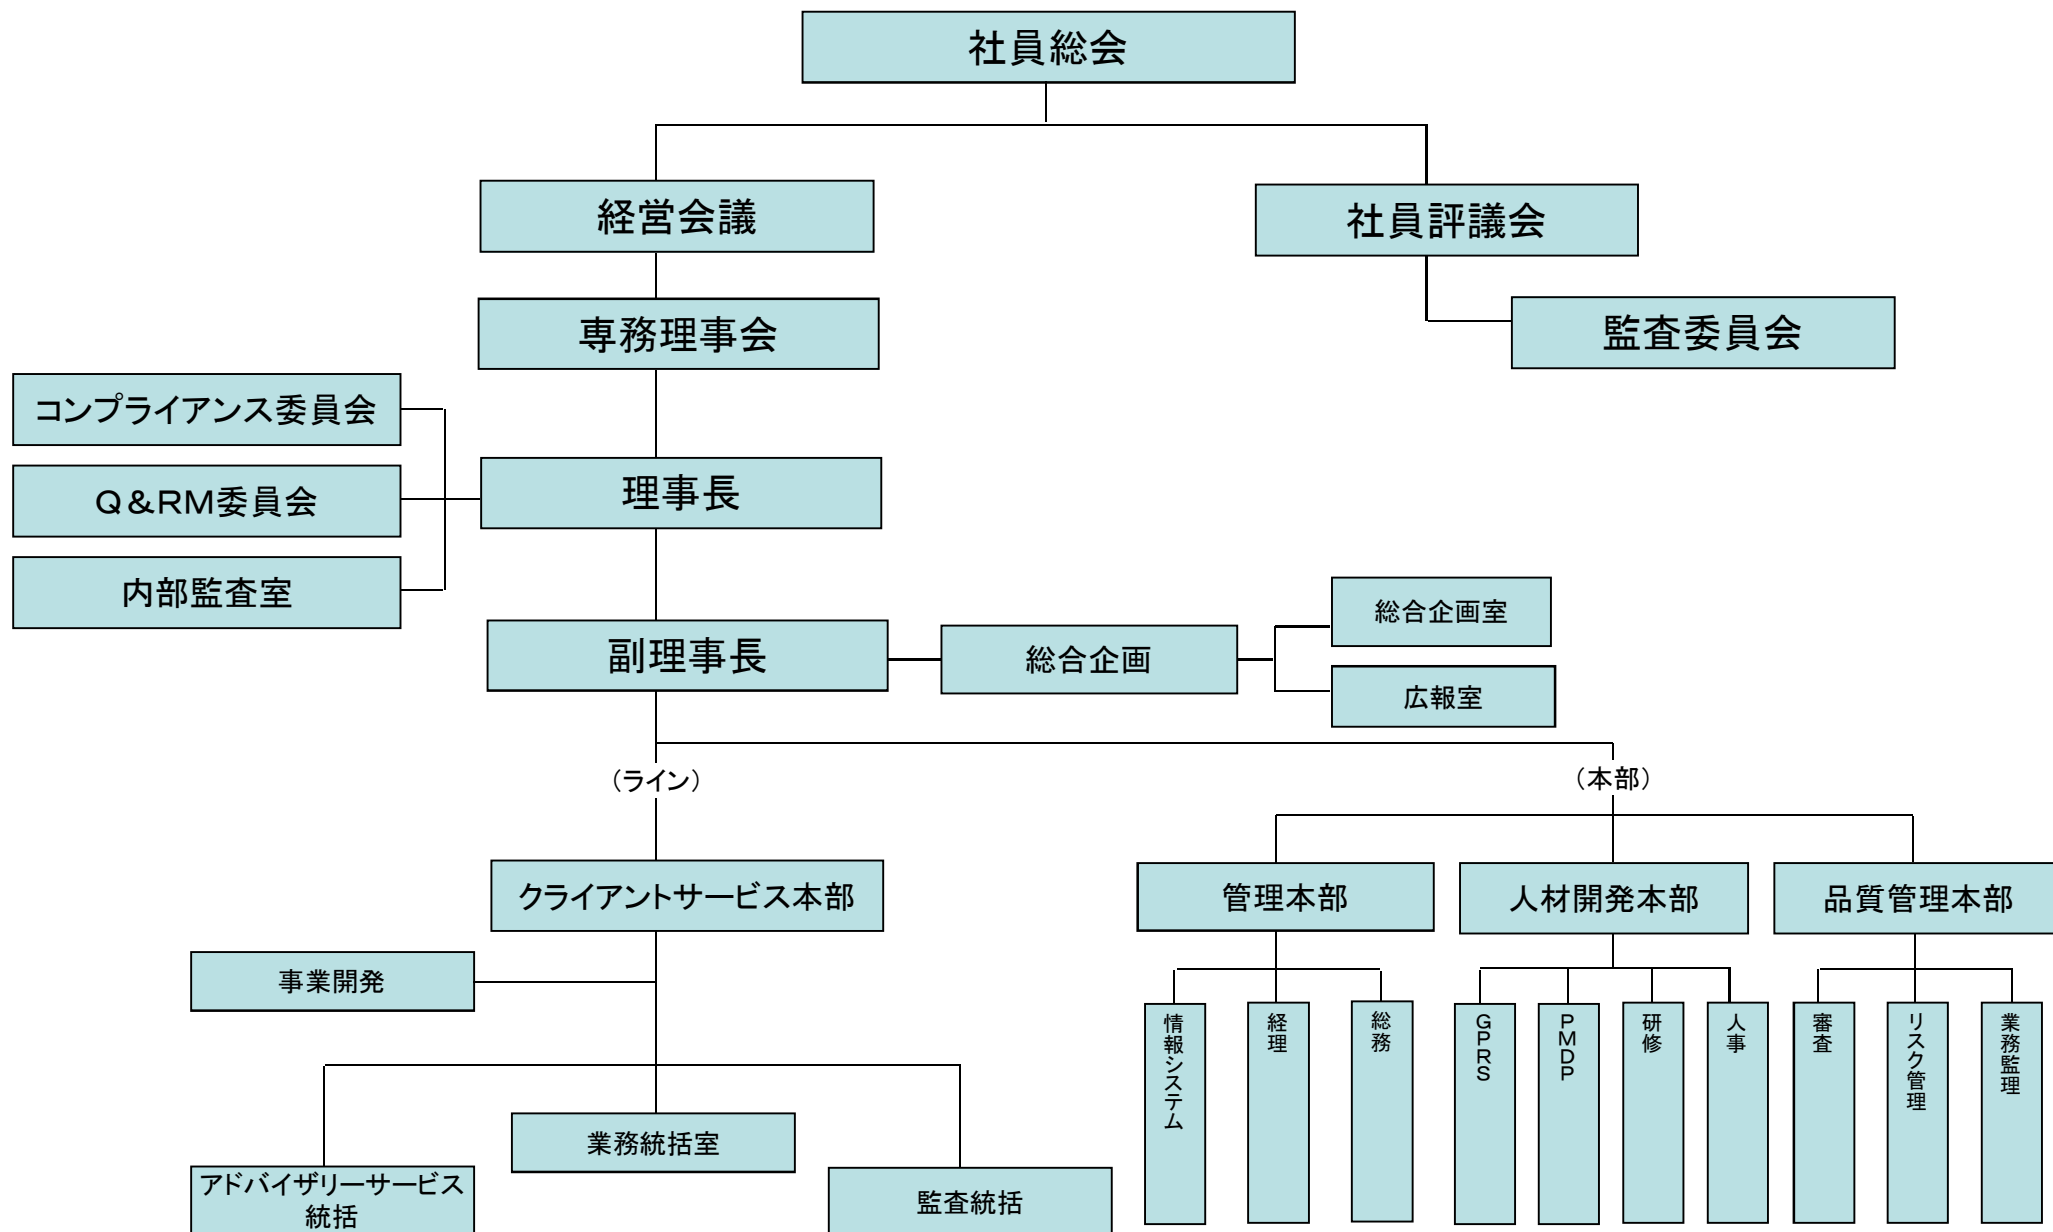 社員総会
経営会議
社員評議会
専務理事会
監査委員会
コンプライアンス委員会
Q&RM委員会
理事長
内部監査室
副理事長
総合企画
総合企画室
広報室
(ライン)
(本部)
クライアントサービス本部
管理本部
人材開発本部
品質管理本部
事業開発
情報システム
経理
総務
GPRS
PMDP
研修
人事
審査
リスク管理
業務監理
業務統括室
アドバイザリーサービス
統括
監査統括